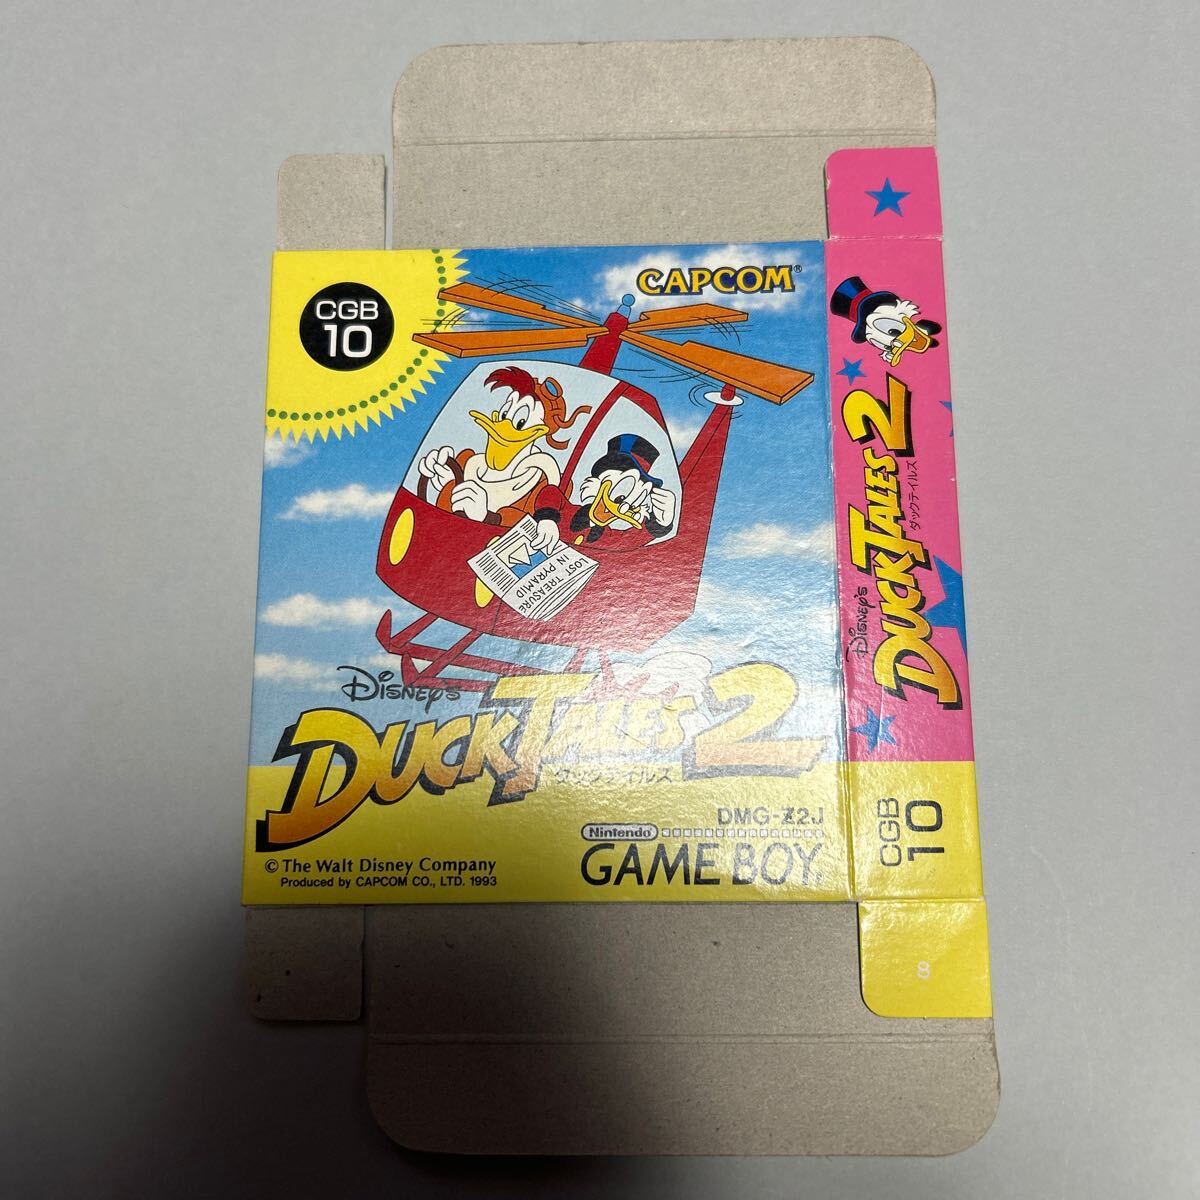 CGB
10
CAPCOM®
LOST TREASURE
IN PYRAMID
DISNEY'S
DUCKTALES 2
ダックテイルス
DMG-Z2J
Nintendo
GAME BOY
© The Walt Disney Company
Produced by CAPCOM CO., LTD. 1993
DISNEY'S
DUCKTALES 2
ダックテイルス
CGB
10
8